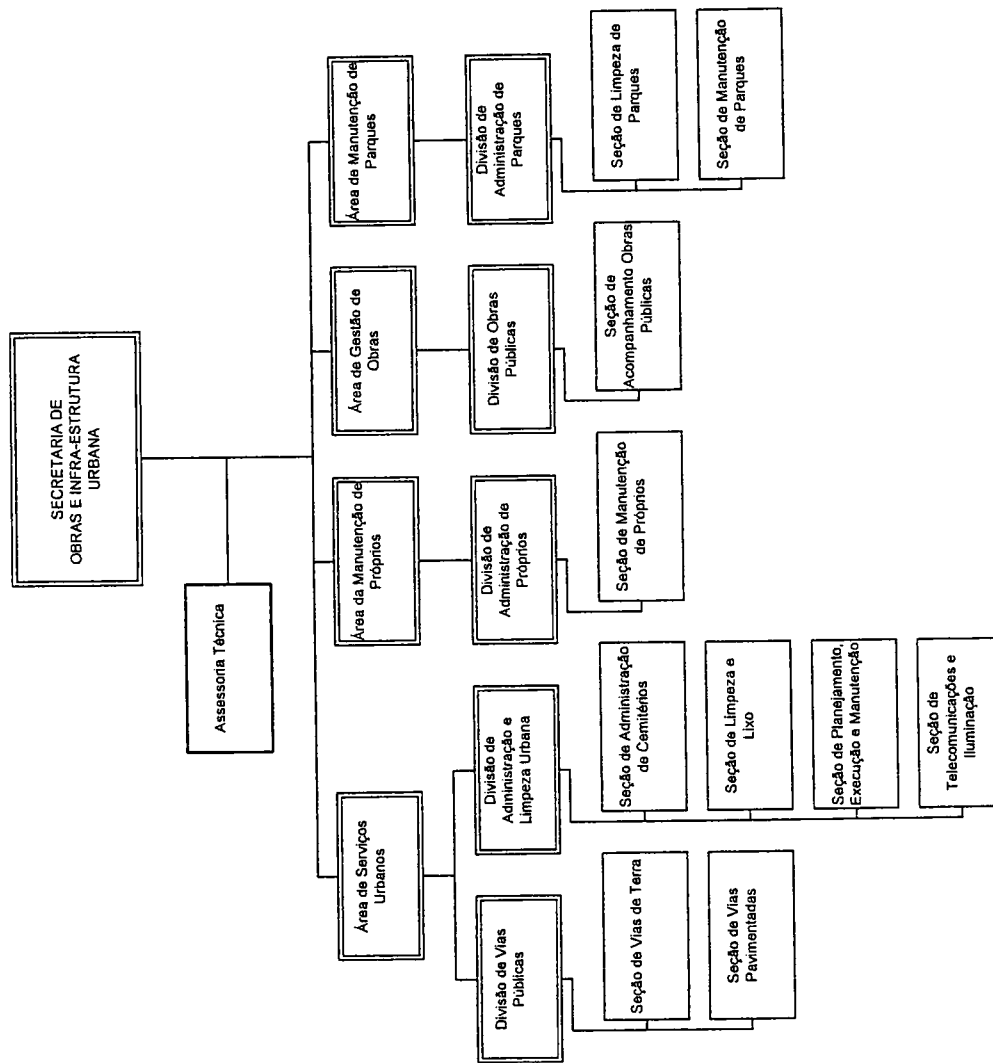 SECRETARIA DE
OBRAS E INFRA-ESTRUTURA
URBANA
Assessoria Técnica
Área de Serviços
Urbanos
Área da Manutenção de
Próprios
Área de Gestão de
Obras
Área de Manutenção de
Parques
Divisão de Vias
Públicas
Divisão de
Administração e
Limpeza Urbana
Divisão de
Administração de
Próprios
Divisão de Obras
Públicas
Divisão de
Administração de
Parques
Seção de Vias de Terra
Seção de Vias
Pavimentadas
Seção de Administração
de Cemitérios
Seção de Limpeza e
Lixo
Seção de Planejamento,
Execução e Manutenção
Seção de
Telecomunicações e
Iluminação
Seção de Manutenção
de Próprios
Seção de
Acompanhamento Obras
Públicas
Seção de Limpeza de
Parques
Seção de Manutenção
de Parques